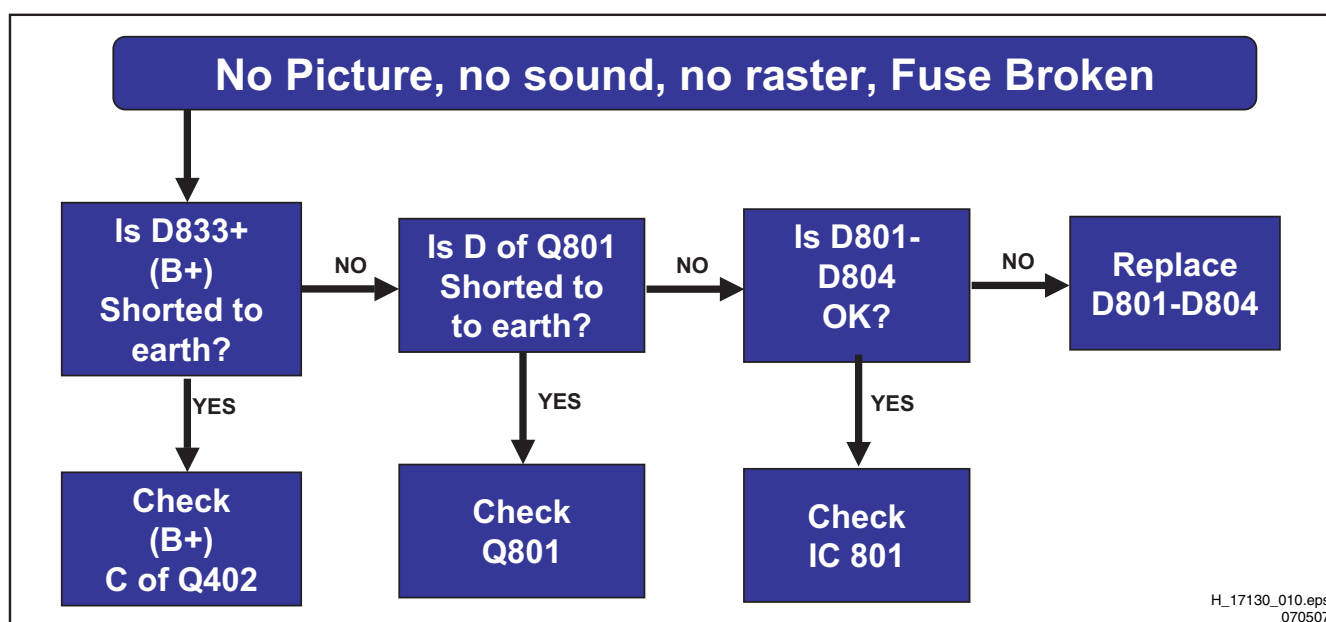 No Picture, no sound, no raster, Fuse Broken
Is D833+
(B+)
Shorted to
earth?
NO
Is D of Q801
Shorted to
to earth?
NO
Is D801-
D804
OK?
NO
Replace
D801-D804
YES
YES
YES
Check
(B+)
C of Q402
Check
Q801
Check
IC 801
H_17130_010.eps
070507